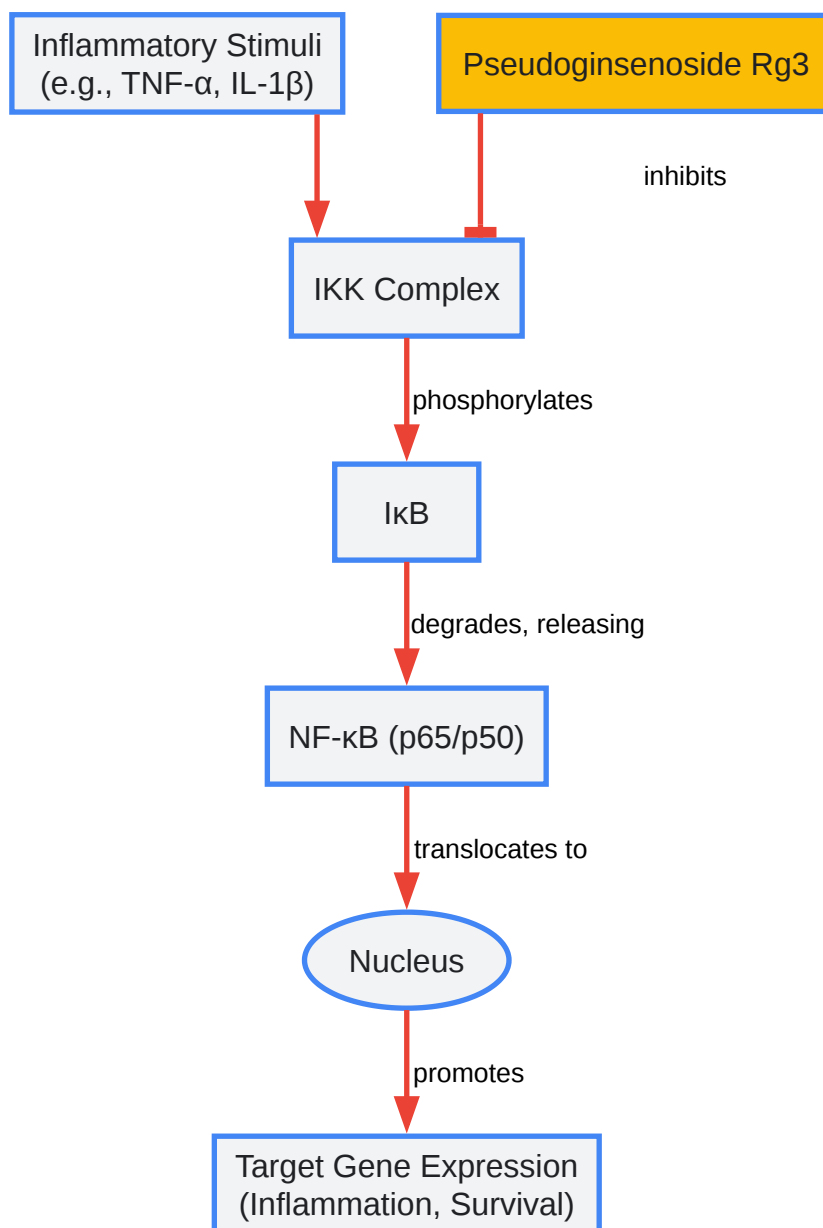 Inflammatory Stimuli
(e.g., TNF-α, IL-1β)
Pseudoginsenoside Rg3
inhibits
IKK Complex
phosphorylates
IκB
degrades, releasing
NF-κB (p65/p50)
translocates to
Nucleus
promotes
Target Gene Expression
(Inflammation, Survival)